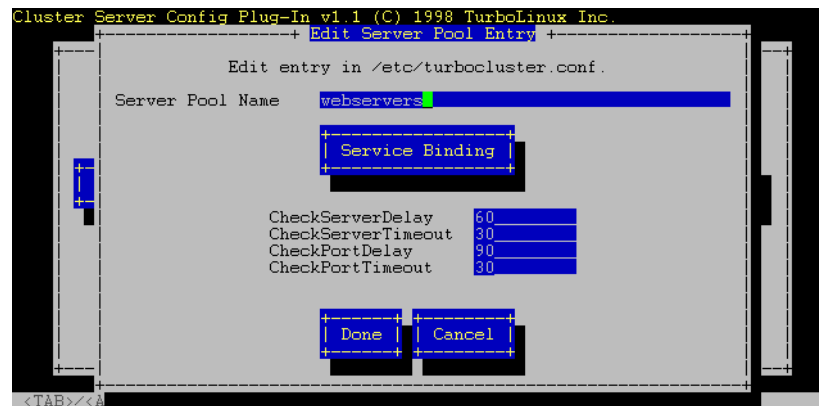 Cluster Server Config Plug-In v1.1 (C) 1998 TurboLinux Inc.
Edit Server Pool Entry
Edit entry in /etc/turbocluster.conf.
Server Pool Name webservers
Service Binding
CheckServerDelay 60
CheckServerTimeout 30
CheckPortDelay 90
CheckPortTimeout 30
Done Cancel
<TAB>/<A